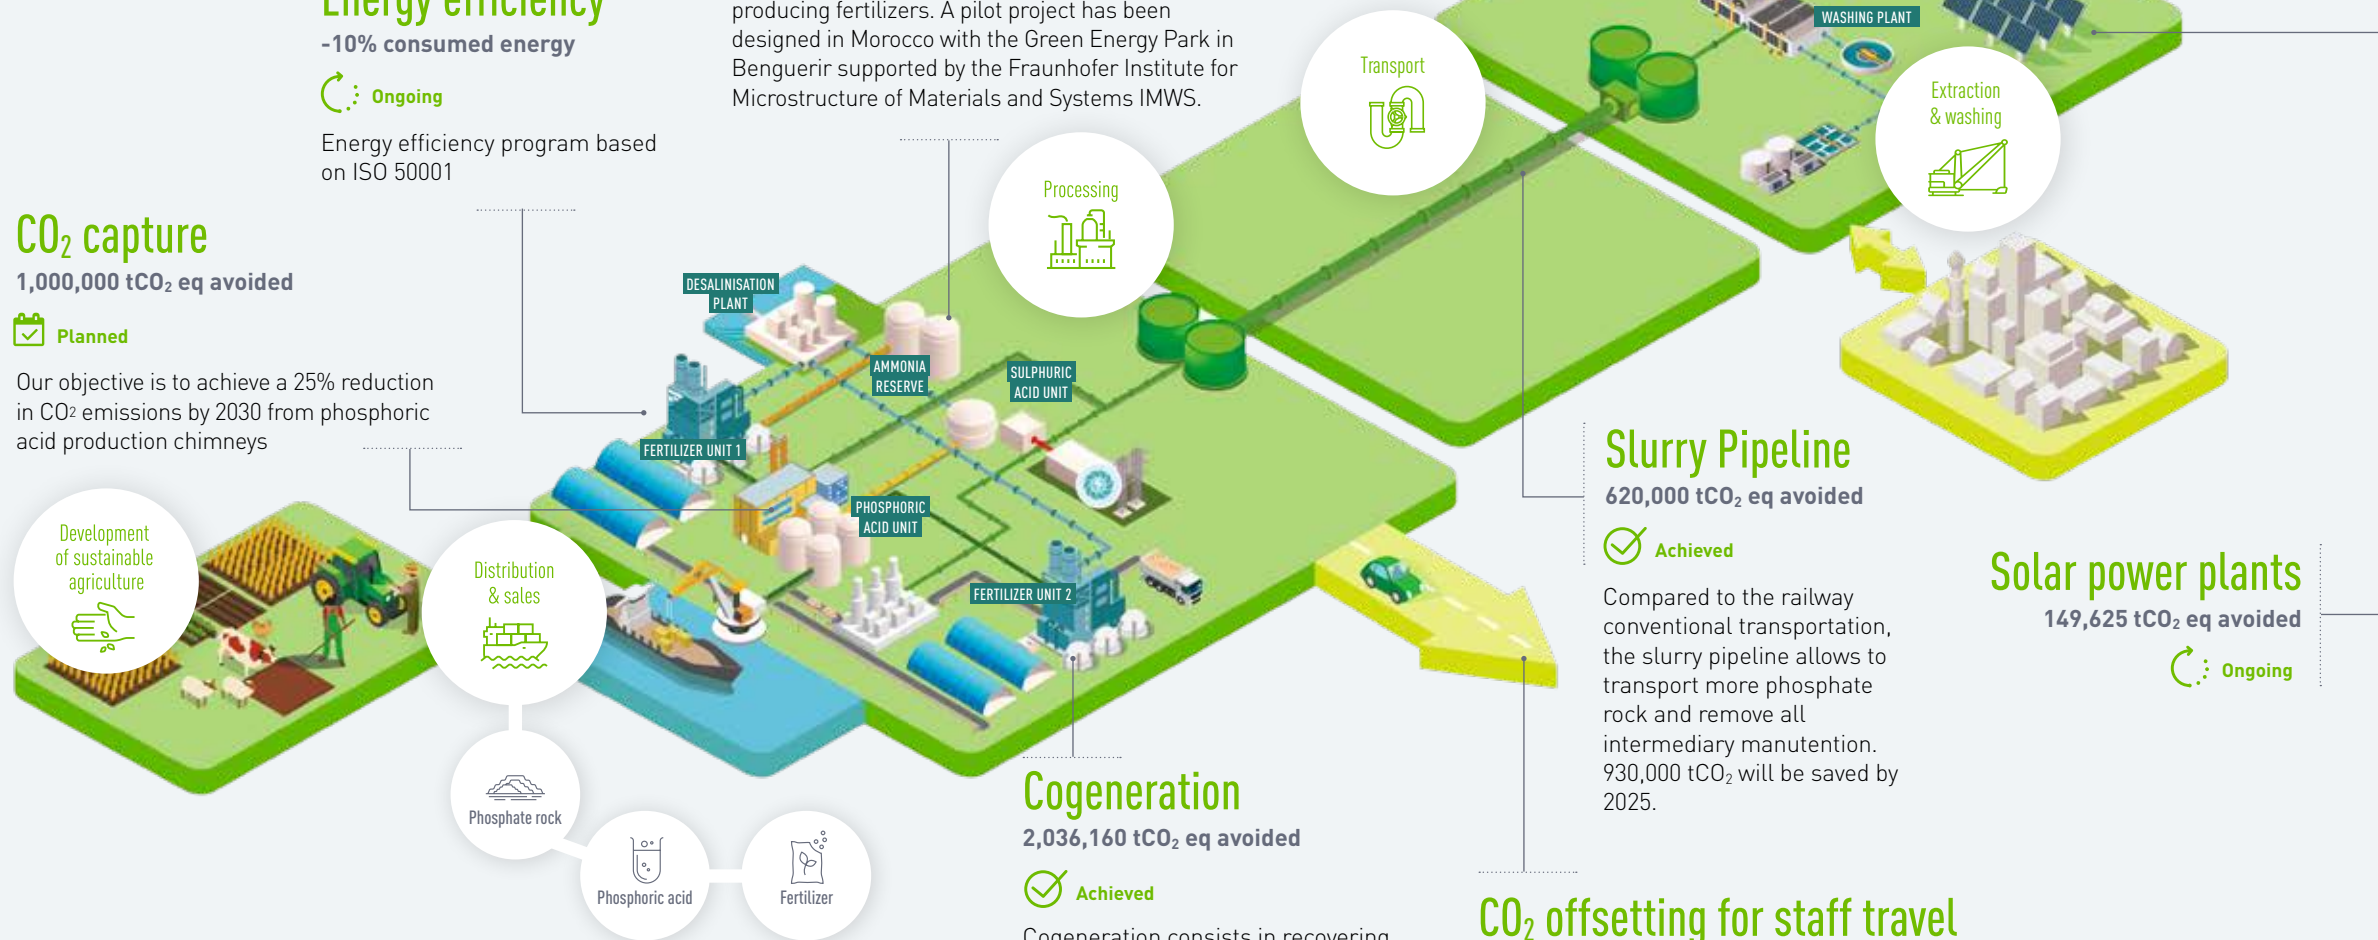 Energy efficiency
-10% consumed energy
Ongoing
Energy efficiency program based
on ISO 50001
producing fertilizers. A pilot project has been
designed in Morocco with the Green Energy Park in
Benguerir supported by the Fraunhofer Institute for
Microstructure of Materials and Systems IMWS.
Transport
WASHING PLANT
Extraction
& washing
Processing
CO₂ capture
1,000,000 tCO₂ eq avoided
Planned
Our objective is to achieve a 25% reduction
in CO² emissions by 2030 from phosphoric
acid production chimneys
DESALINISATION
PLANT
AMMONIA
RESERVE
SULPHURIC
ACID UNIT
FERTILIZER UNIT 1
PHOSPHORIC
ACID UNIT
FERTILIZER UNIT 2
Development
of sustainable
agriculture
Distribution
& sales
Phosphate rock
Phosphoric acid
Fertilizer
Slurry Pipeline
620,000 tCO₂ eq avoided
Achieved
Compared to the railway
conventional transportation,
the slurry pipeline allows to
transport more phosphate
rock and remove all
intermediary manutention.
930,000 tCO₂ will be saved by
2025.
Solar power plants
149,625 tCO₂ eq avoided
Ongoing
Cogeneration
2,036,160 tCO₂ eq avoided
Achieved
Cogeneration consists in recovering
CO₂ offsetting for staff travel